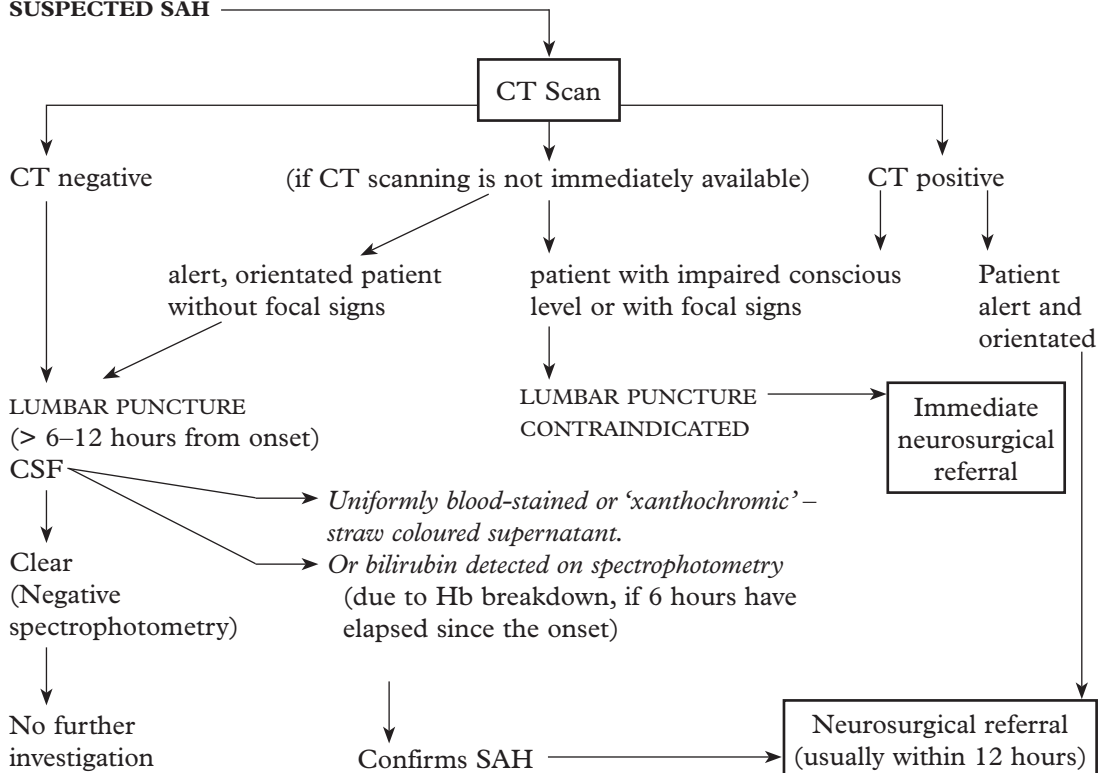 SUSPECTED SAH
CT Scan
CT negative
(if CT scanning is not immediately available)
CT positive
alert, orientated patient
without focal signs
patient with impaired conscious
level or with focal signs
Patient
alert and
orientated
LUMBAR PUNCTURE
(> 6–12 hours from onset)
CSF
LUMBAR PUNCTURE
CONTRAINDICATED
Immediate
neurosurgical
referral
Uniformly blood-stained or ‘xanthochromic’ –
straw coloured supernatant.
Or bilirubin detected on spectrophotometry
(due to Hb breakdown, if 6 hours have
elapsed since the onset)
Clear
(Negative
spectrophotometry)
No further
investigation
Confirms SAH
Neurosurgical referral
(usually within 12 hours)